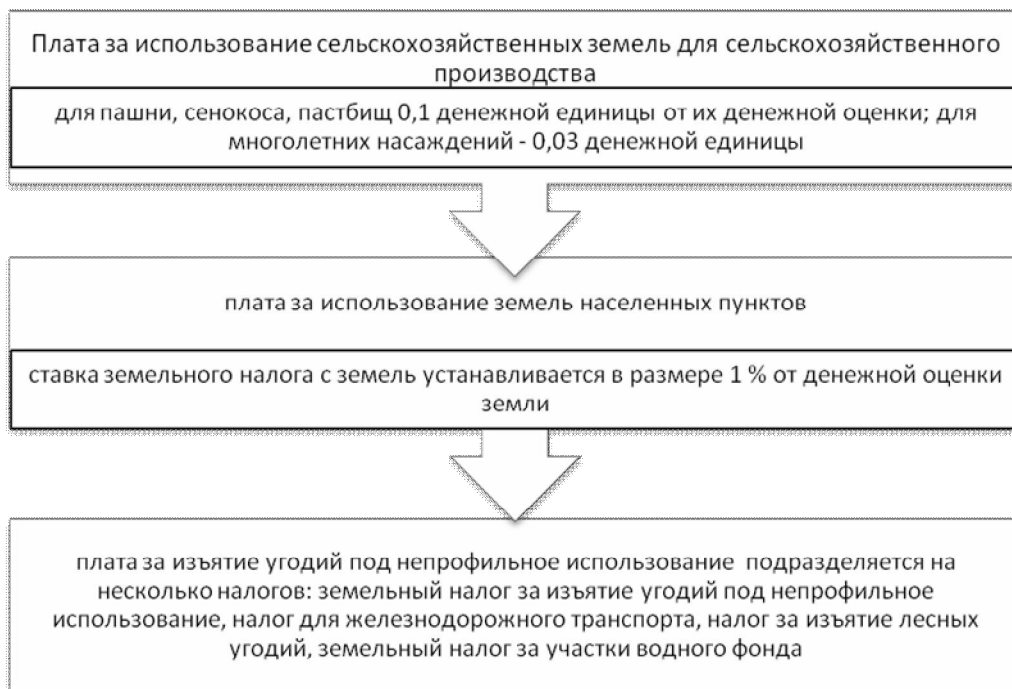 Плата за использование сельскохозяйственных земель для сельскохозяйственного
производства
для пашни, сенокоса, пастбищ 0,1 денежной единицы от их денежной оценки; для
многолетних насаждений - 0,03 денежной единицы
плата за использование земель населенных пунктов
ставка земельного налога с земель устанавливается в размере 1 % от денежной оценки
земли
плата за изъятие угодий под непрофильное использование подразделяется на
несколько налогов: земельный налог за изъятие угодий под непрофильное
использование, налог для железнодорожного транспорта, налог за изъятие лесных
угодий, земельный налог за участки водного фонда